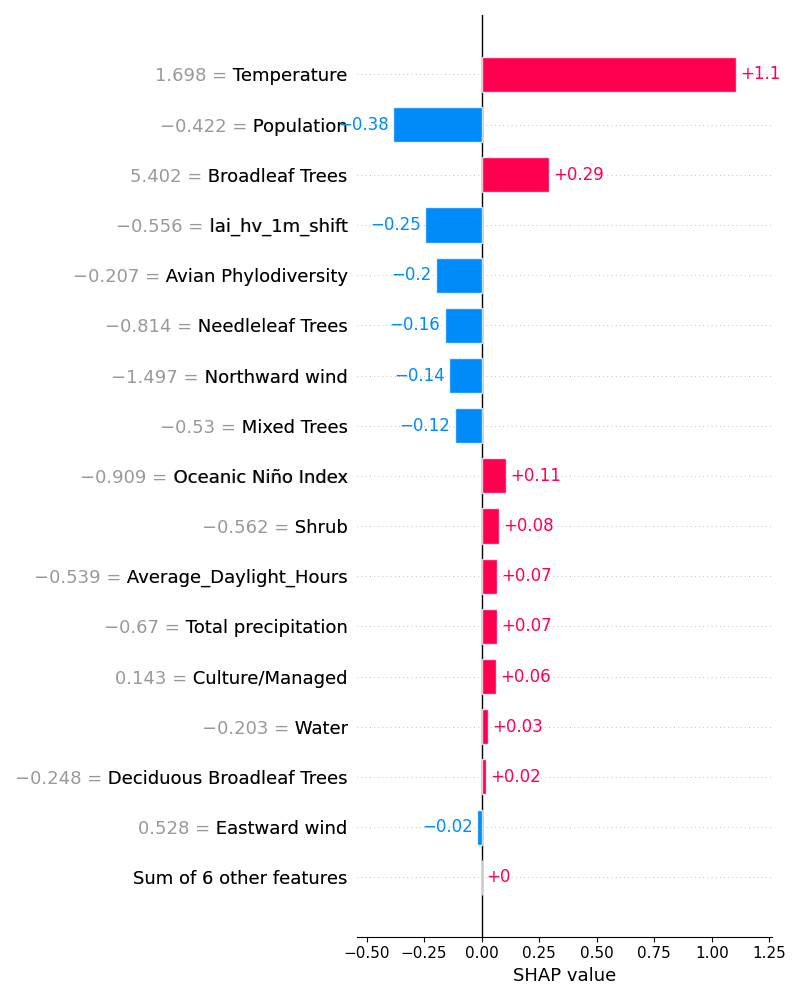 1.698 = Temperature +1.1
−0.422 = Population −0.38
5.402 = Broadleaf Trees +0.29
−0.556 = lai_hv_1m_shift −0.25
−0.207 = Avian Phylodiversity −0.2
−0.814 = Needleleaf Trees −0.16
−1.497 = Northward wind −0.14
−0.53 = Mixed Trees −0.12
−0.909 = Oceanic Niño Index +0.11
−0.562 = Shrub +0.08
−0.539 = Average_Daylight_Hours +0.07
−0.67 = Total precipitation +0.07
0.143 = Culture/Managed +0.06
−0.203 = Water +0.03
−0.248 = Deciduous Broadleaf Trees +0.02
0.528 = Eastward wind −0.02
Sum of 6 other features +0
−0.50 −0.25 0.00 0.25 0.50 0.75 1.00 1.25
SHAP value